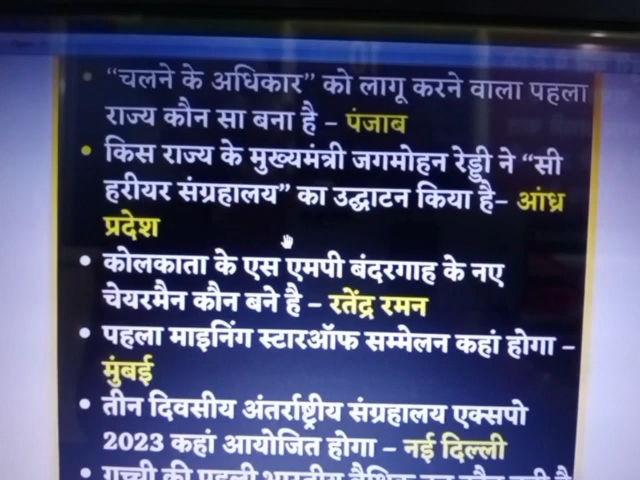 • “चलने के अधिकार” को लागू करने वाला पहला
राज्य कौन सा बना है – पंजाब
• किस राज्य के मुख्यमंत्री जगमोहन रेड्डी ने “सी
हरीयर संग्रहालय” का उद्घाटन किया है– आंध्र
प्रदेश
• कोलकाता के एस एमपी बंदरगाह के नए
चेयरमैन कौन बने है – रतेंद्र रमन
• पहला माइनिंग स्टारऑफ सम्मेलन कहां होगा –
मुंबई
• तीन दिवसीय अंतर्राष्ट्रीय संग्रहालय एक्सपो
2023 कहां आयोजित होगा – नई दिल्ली
• गुच्ची की पहली भारतीय वैश्विक